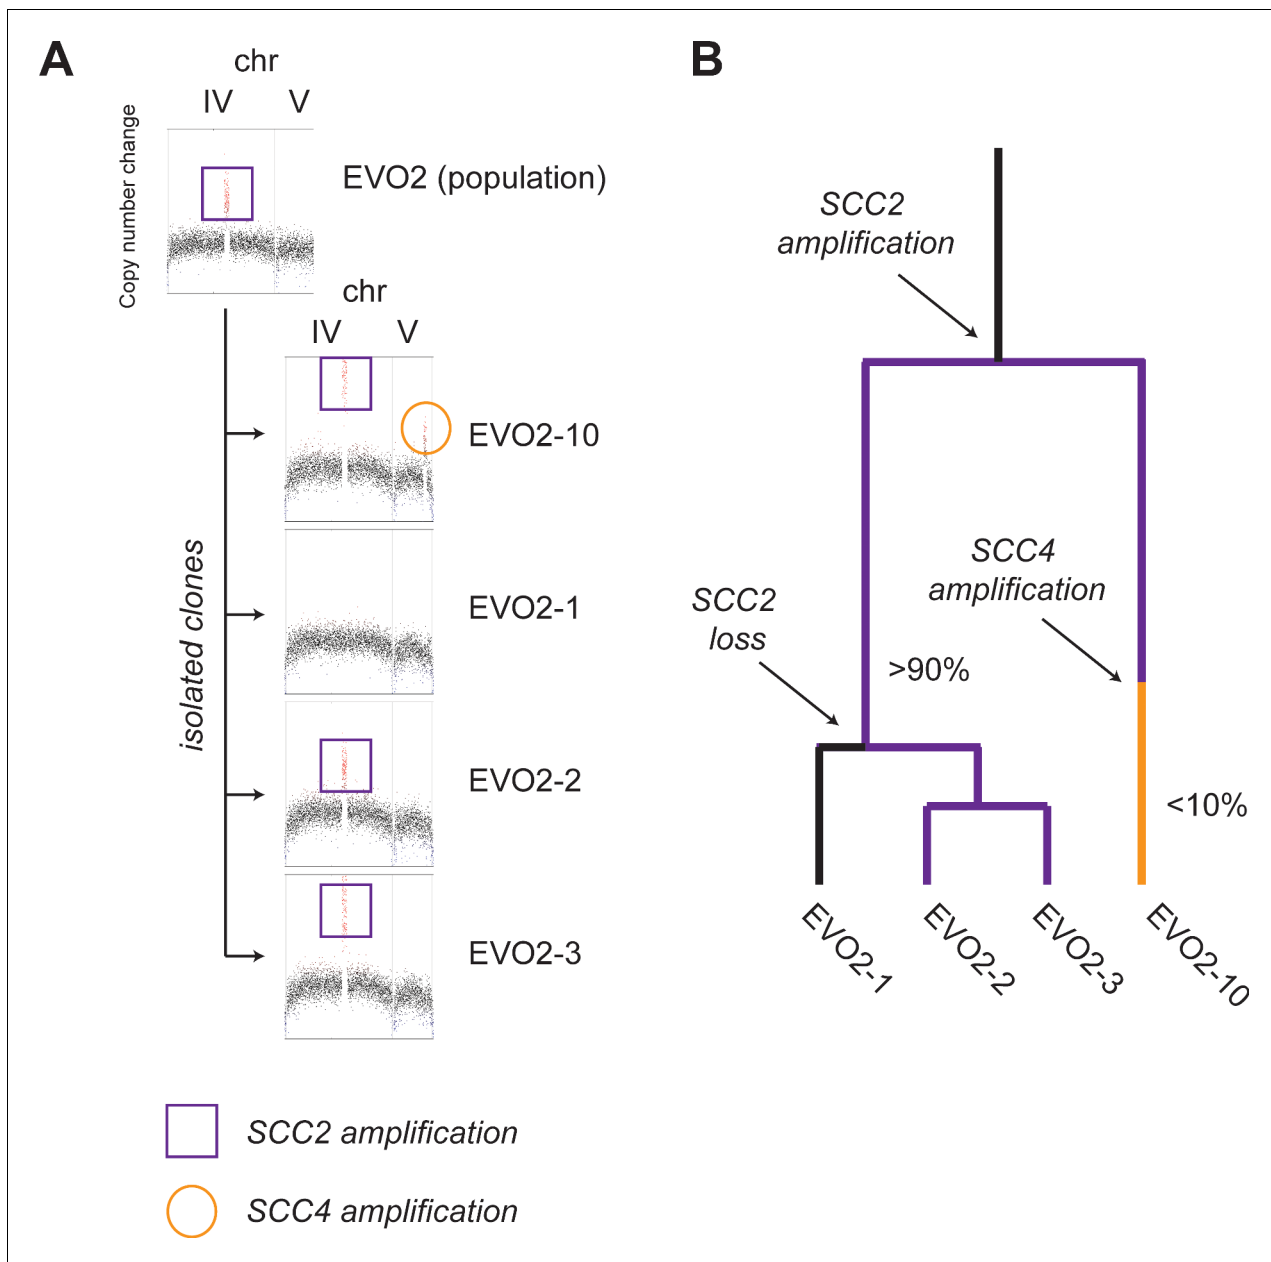 A
chr
IV V
Copy number change
EVO2 (population)
chr
IV V
EVO2-10
isolated clones
EVO2-1
EVO2-2
EVO2-3
SCC2 amplification
SCC4 amplification
B
SCC2
amplification
SCC4
amplification
SCC2
loss
>90%
<10%
EVO2-1
EVO2-2
EVO2-3
EVO2-10